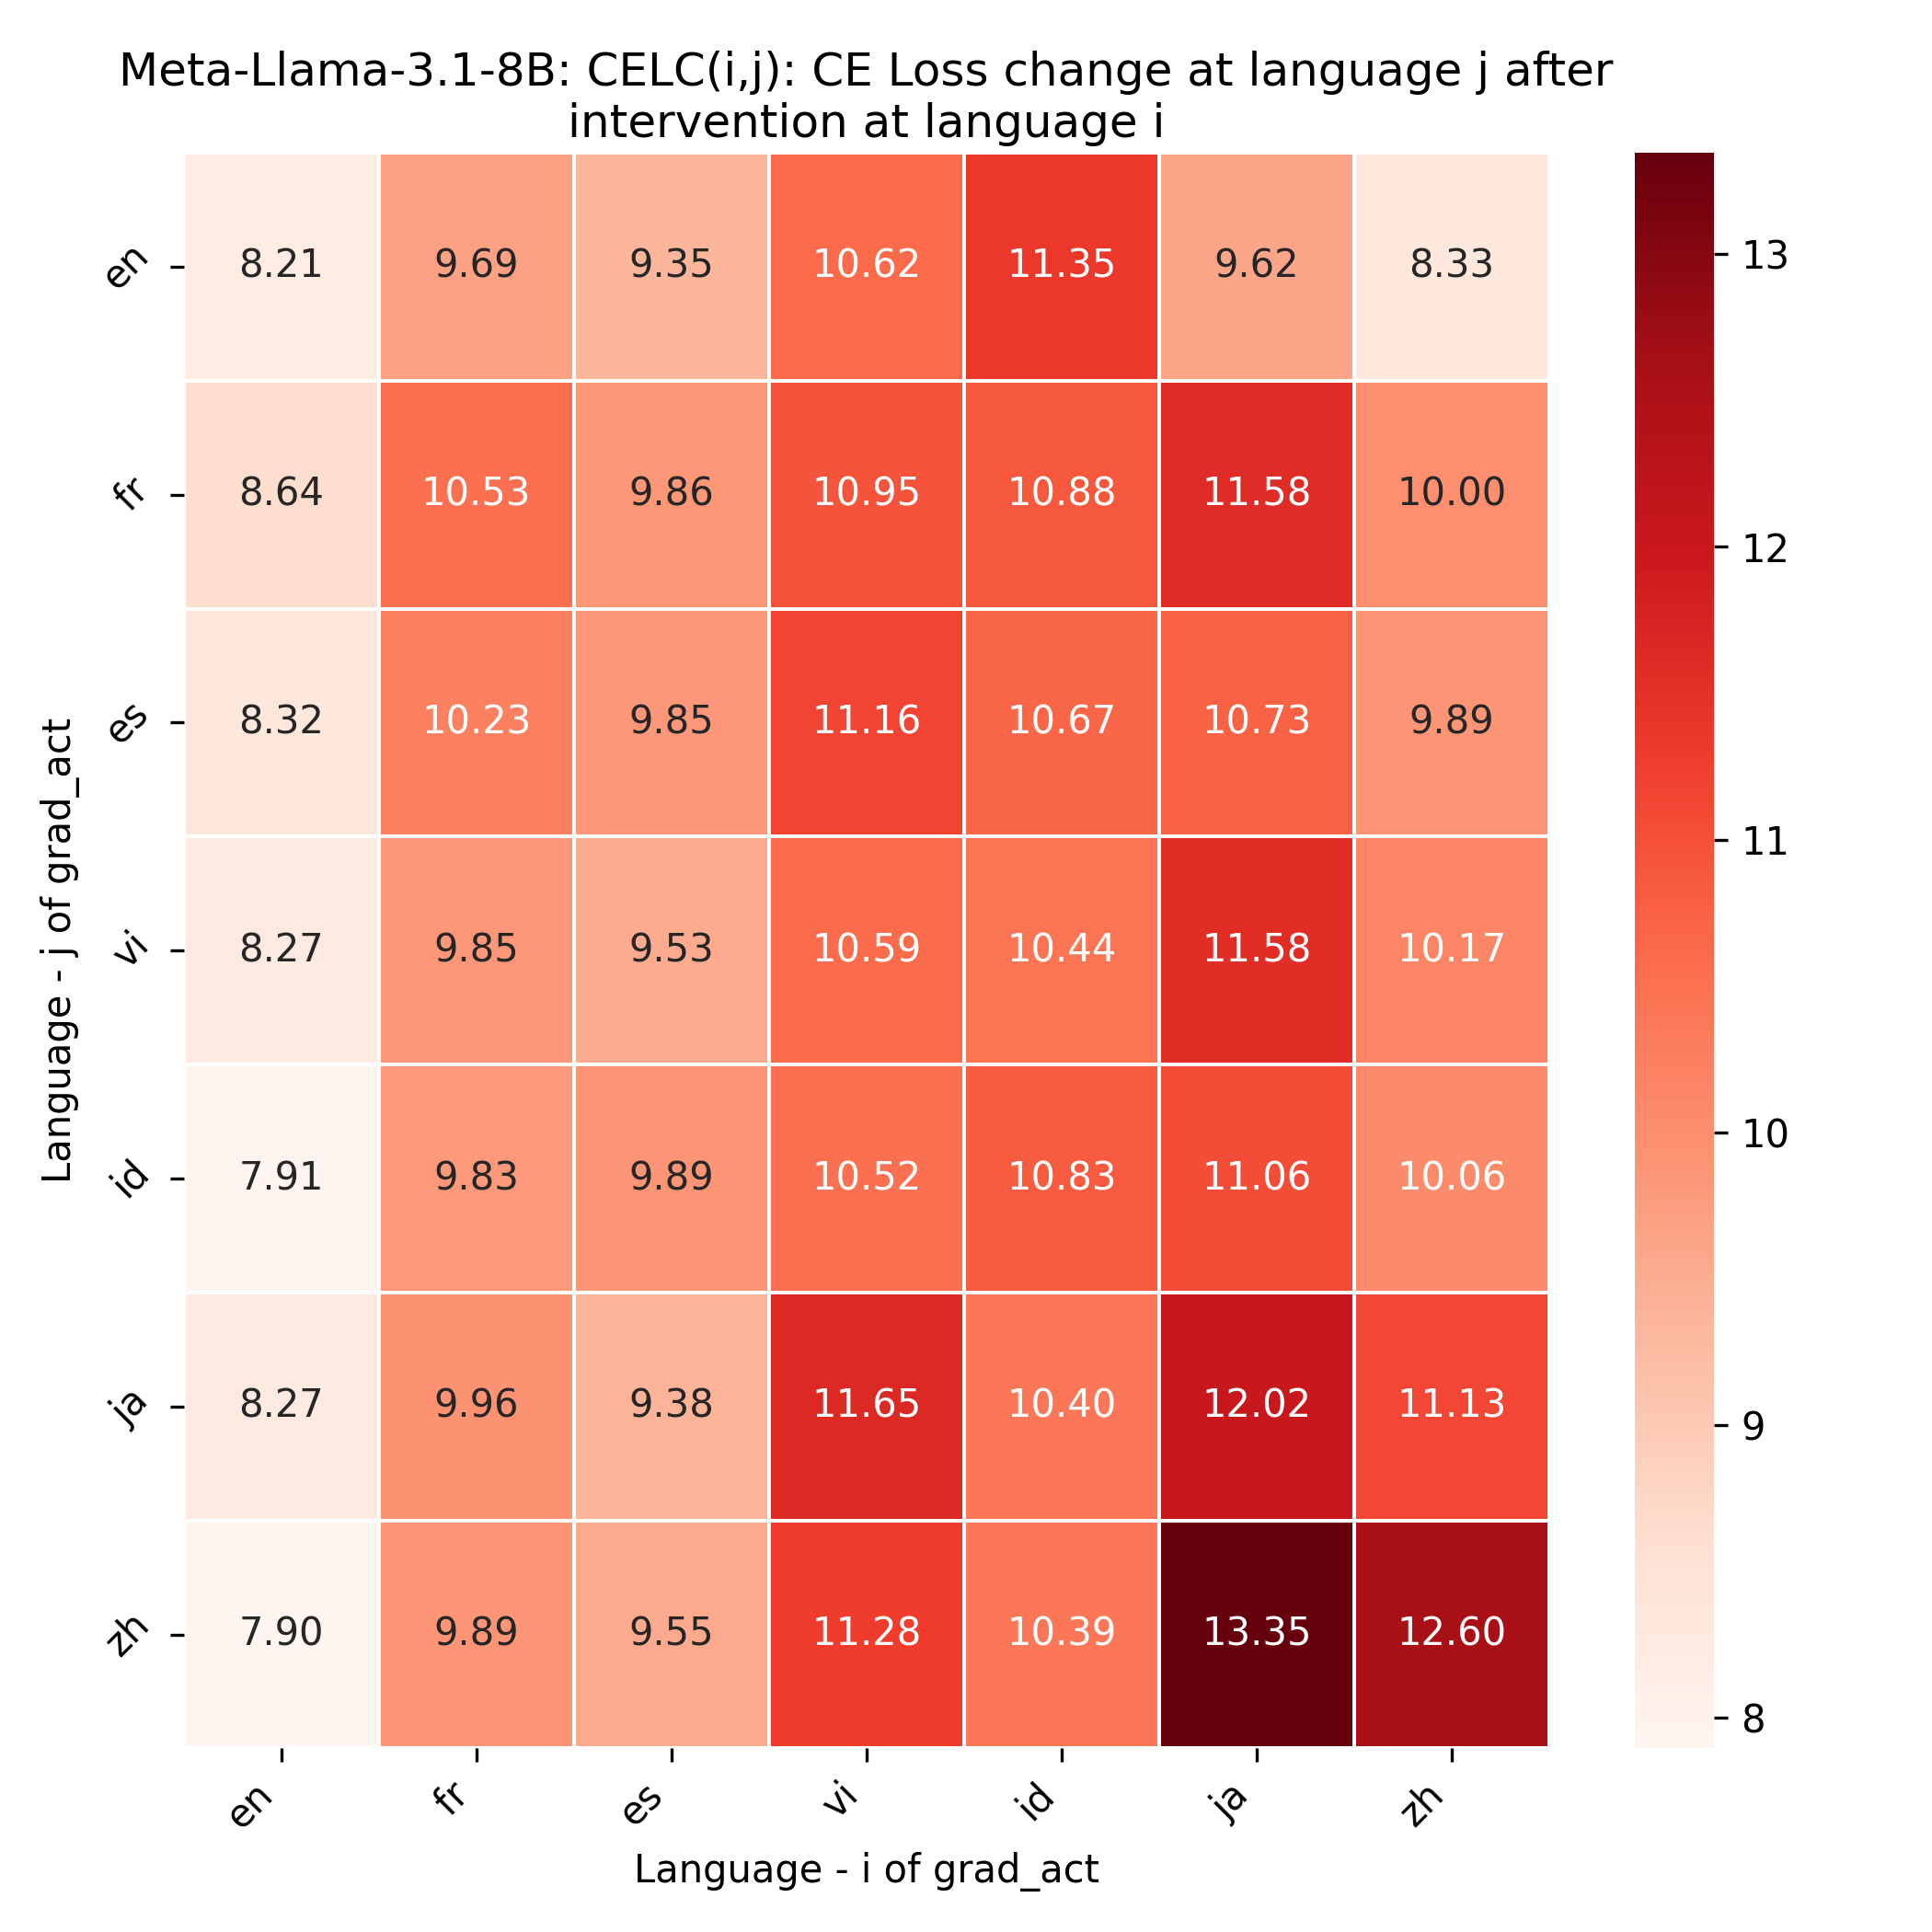 Meta-Llama-3.1-8B: CELC(i,j): CE Loss change at language j after
intervention at language i
en 8.21 9.69 9.35 10.62 11.35 9.62 8.33
fr 8.64 10.53 9.86 10.95 10.88 11.58 10.00
es 8.32 10.23 9.85 11.16 10.67 10.73 9.89
vi 8.27 9.85 9.53 10.59 10.44 11.58 10.17
id 7.91 9.83 9.89 10.52 10.83 11.06 10.06
ja 8.27 9.96 9.38 11.65 10.40 12.02 11.13
zh 7.90 9.89 9.55 11.28 10.39 13.35 12.60
en fr es vi id ja zh
Language - i of grad_act
Language - j of grad_act
13
12
11
10
9
8